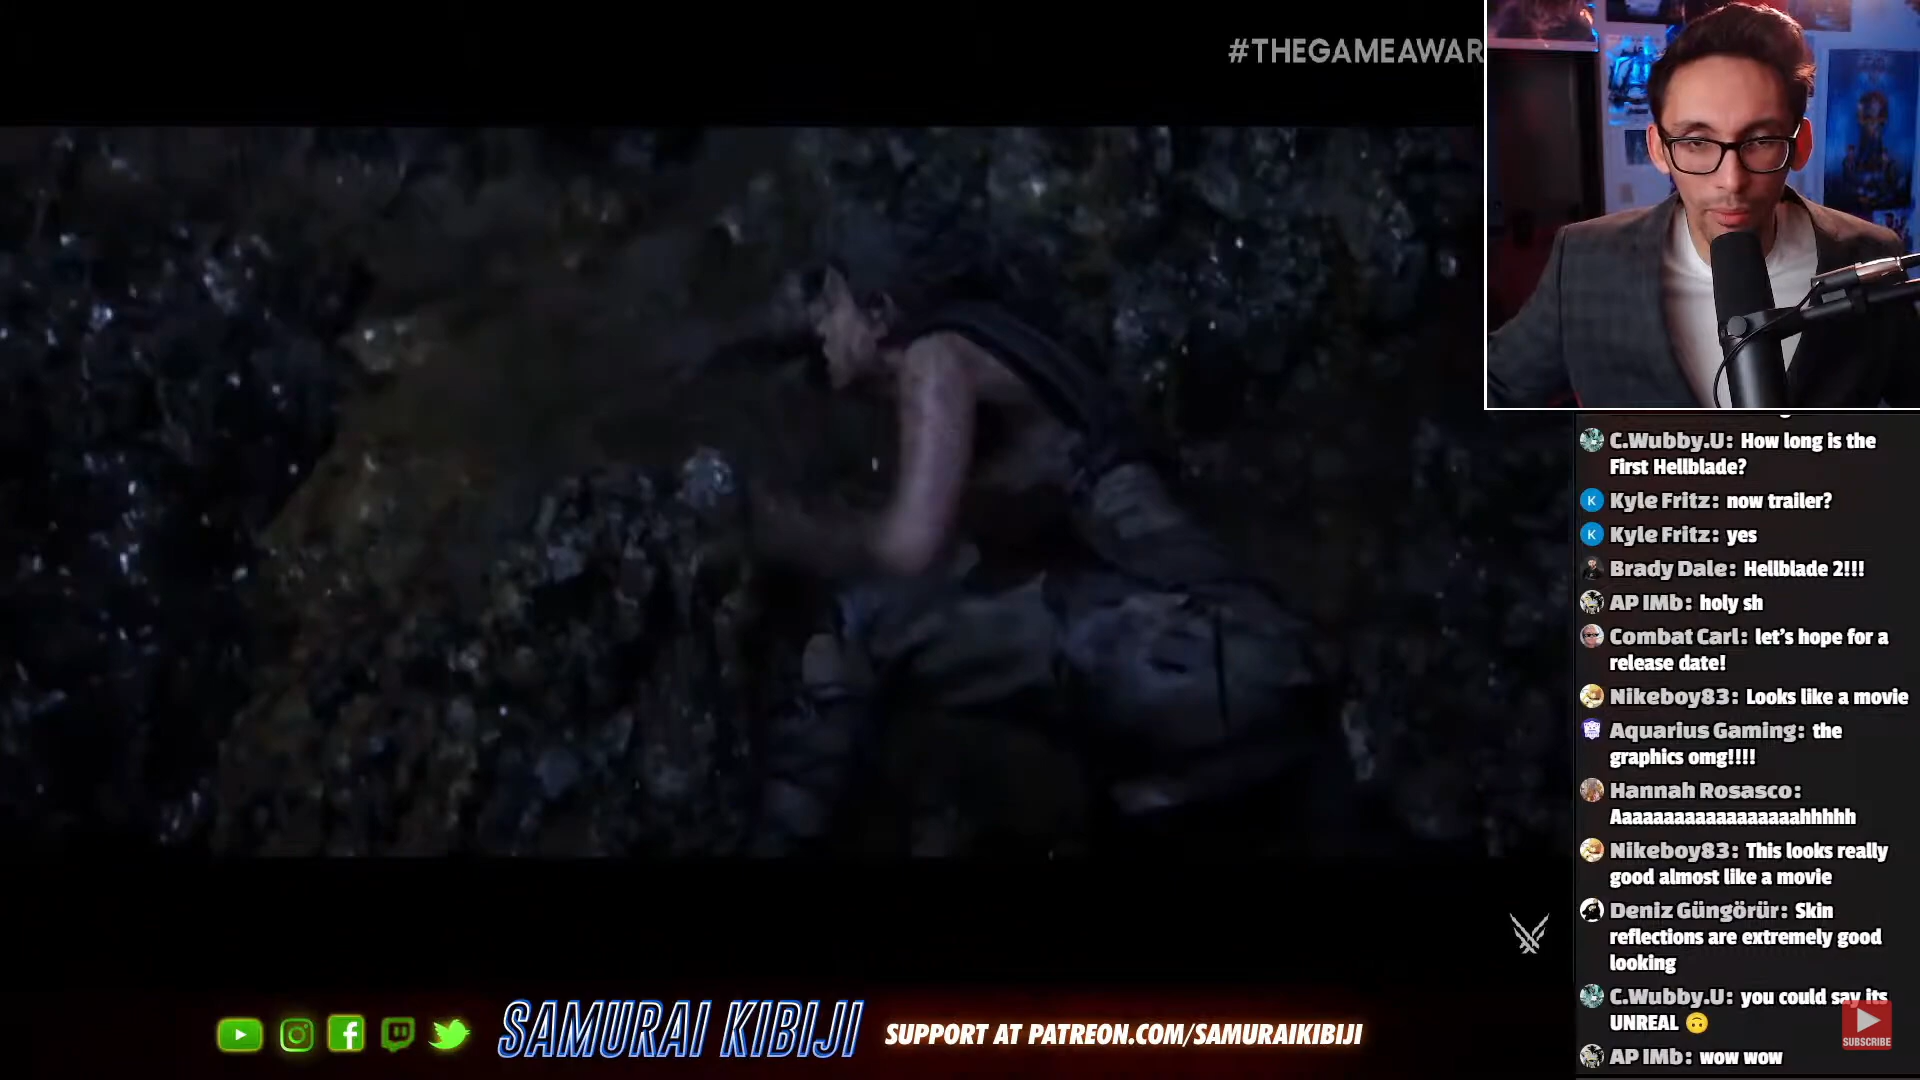 #THEGAMEAWAR
C.Wubby.U: How long is the
First Hellblade?
Kyle Fritz: now trailer?
Kyle Fritz: yes
Brady Dale: Hellblade 2!!!
AP IMb: holy sh
Combat Carl: let's hope for a
release date!
Nikeboy83: Looks like a movie
Aquarius Gaming: the
graphics omg!!!!
Hannah Rosasco:
Aaaaaaaaaaaaaaaaaahhhhh
Nikeboy83: This looks really
good almost like a movie
Deniz Güngörür: Skin
reflections are extremely good
looking
C.Wubby.U: you could say its
UNREAL 🙃
AP IMb: wow wow
SUBSCRIBE
SAMURAI KIBIJI
SUPPORT AT PATREON.COM/SAMURAIKIBIJI